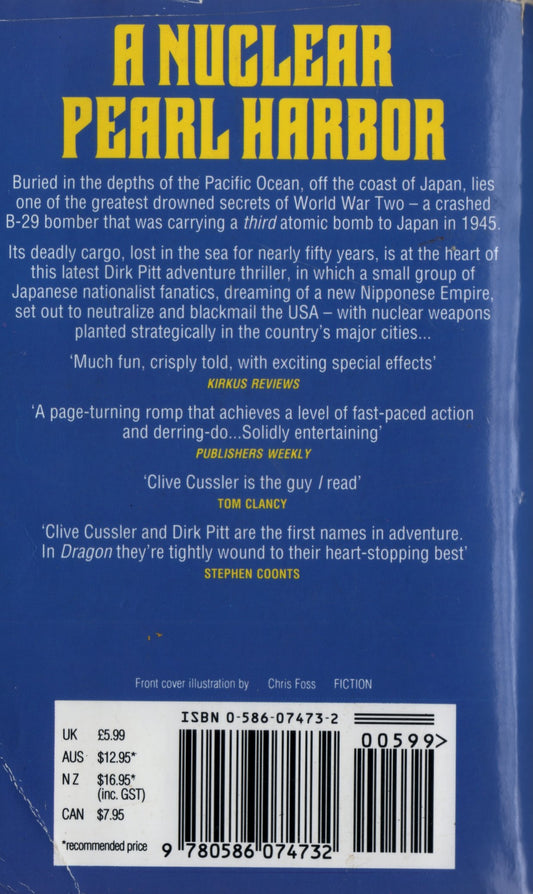 A NUCLEAR
PEARL HARBOR
Buried in the depths of the Pacific Ocean, off the coast of Japan, lies
one of the greatest drowned secrets of World War Two – a crashed
B-29 bomber that was carrying a third atomic bomb to Japan in 1945.
Its deadly cargo, lost in the sea for nearly fifty years, is at the heart of
this latest Dirk Pitt adventure thriller, in which a small group of
Japanese nationalist fanatics, dreaming of a new Nipponese Empire,
set out to neutralize and blackmail the USA – with nuclear weapons
planted strategically in the country's major cities...
'Much fun, crisply told, with exciting special effects'
KIRKUS REVIEWS
'A page-turning romp that achieves a level of fast-paced action
and derring-do...Solidly entertaining'
PUBLISHERS WEEKLY
'Clive Cussler is the guy I read'
TOM CLANCY
'Clive Cussler and Dirk Pitt are the first names in adventure.
In Dragon they're tightly wound to their heart-stopping best'
STEPHEN COONTS
Front cover illustration by Chris Foss FICTION
ISBN 0-586-07473-2
00599>
UK £5.99
AUS $12.95*
NZ $16.95*
(inc. GST)
CAN $7.95
*recommended price
9 780586 074732